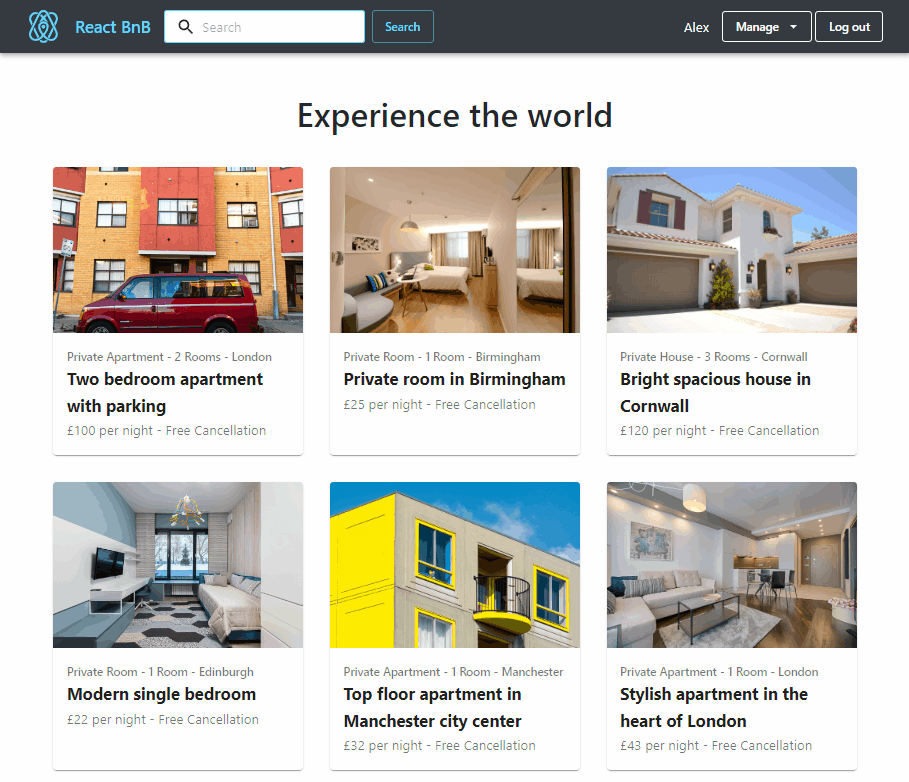 React BnB Search Search Alex Manage Log out
Experience the world
Private Apartment - 2 Rooms - London
Two bedroom apartment
with parking
£100 per night - Free Cancellation
Private Room - 1 Room - Birmingham
Private room in Birmingham
£25 per night - Free Cancellation
Private House - 3 Rooms - Cornwall
Bright spacious house in
Cornwall
£120 per night - Free Cancellation
Private Room - 1 Room - Edinburgh
Modern single bedroom
£22 per night - Free Cancellation
Private Apartment - 1 Room - Manchester
Top floor apartment in
Manchester city center
£32 per night - Free Cancellation
Private Apartment - 1 Room - London
Stylish apartment in the
heart of London
£43 per night - Free Cancellation